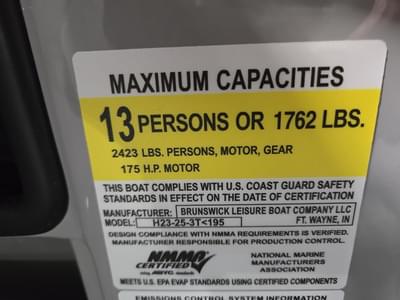 MAXIMUM CAPACITIES
13 PERSONS OR 1762 LBS.
2423 LBS. PERSONS, MOTOR, GEAR
175 H.P. MOTOR
THIS BOAT COMPLIES WITH U.S. COAST GUARD SAFETY
STANDARDS IN EFFECT ON THE DATE OF CERTIFICATION
MANUFACTURER: BRUNSWICK LEISURE BOAT COMPANY LLC
MODEL: H23-25-3T<195 FT. WAYNE, IN
DESIGN COMPLIANCE WITH NMMA REQUIREMENTS IS VERIFIED.
MANUFACTURER RESPONSIBLE FOR PRODUCTION CONTROL.
NMMA CERTIFIED NATIONAL MARINE
using ABYC standards MANUFACTURERS ASSOCIATION
MEETS U.S. EPA EVAP STANDARDS USING CERTIFIED COMPONENTS
EMISSIONS CONTROL SYSTEM INFORMATION